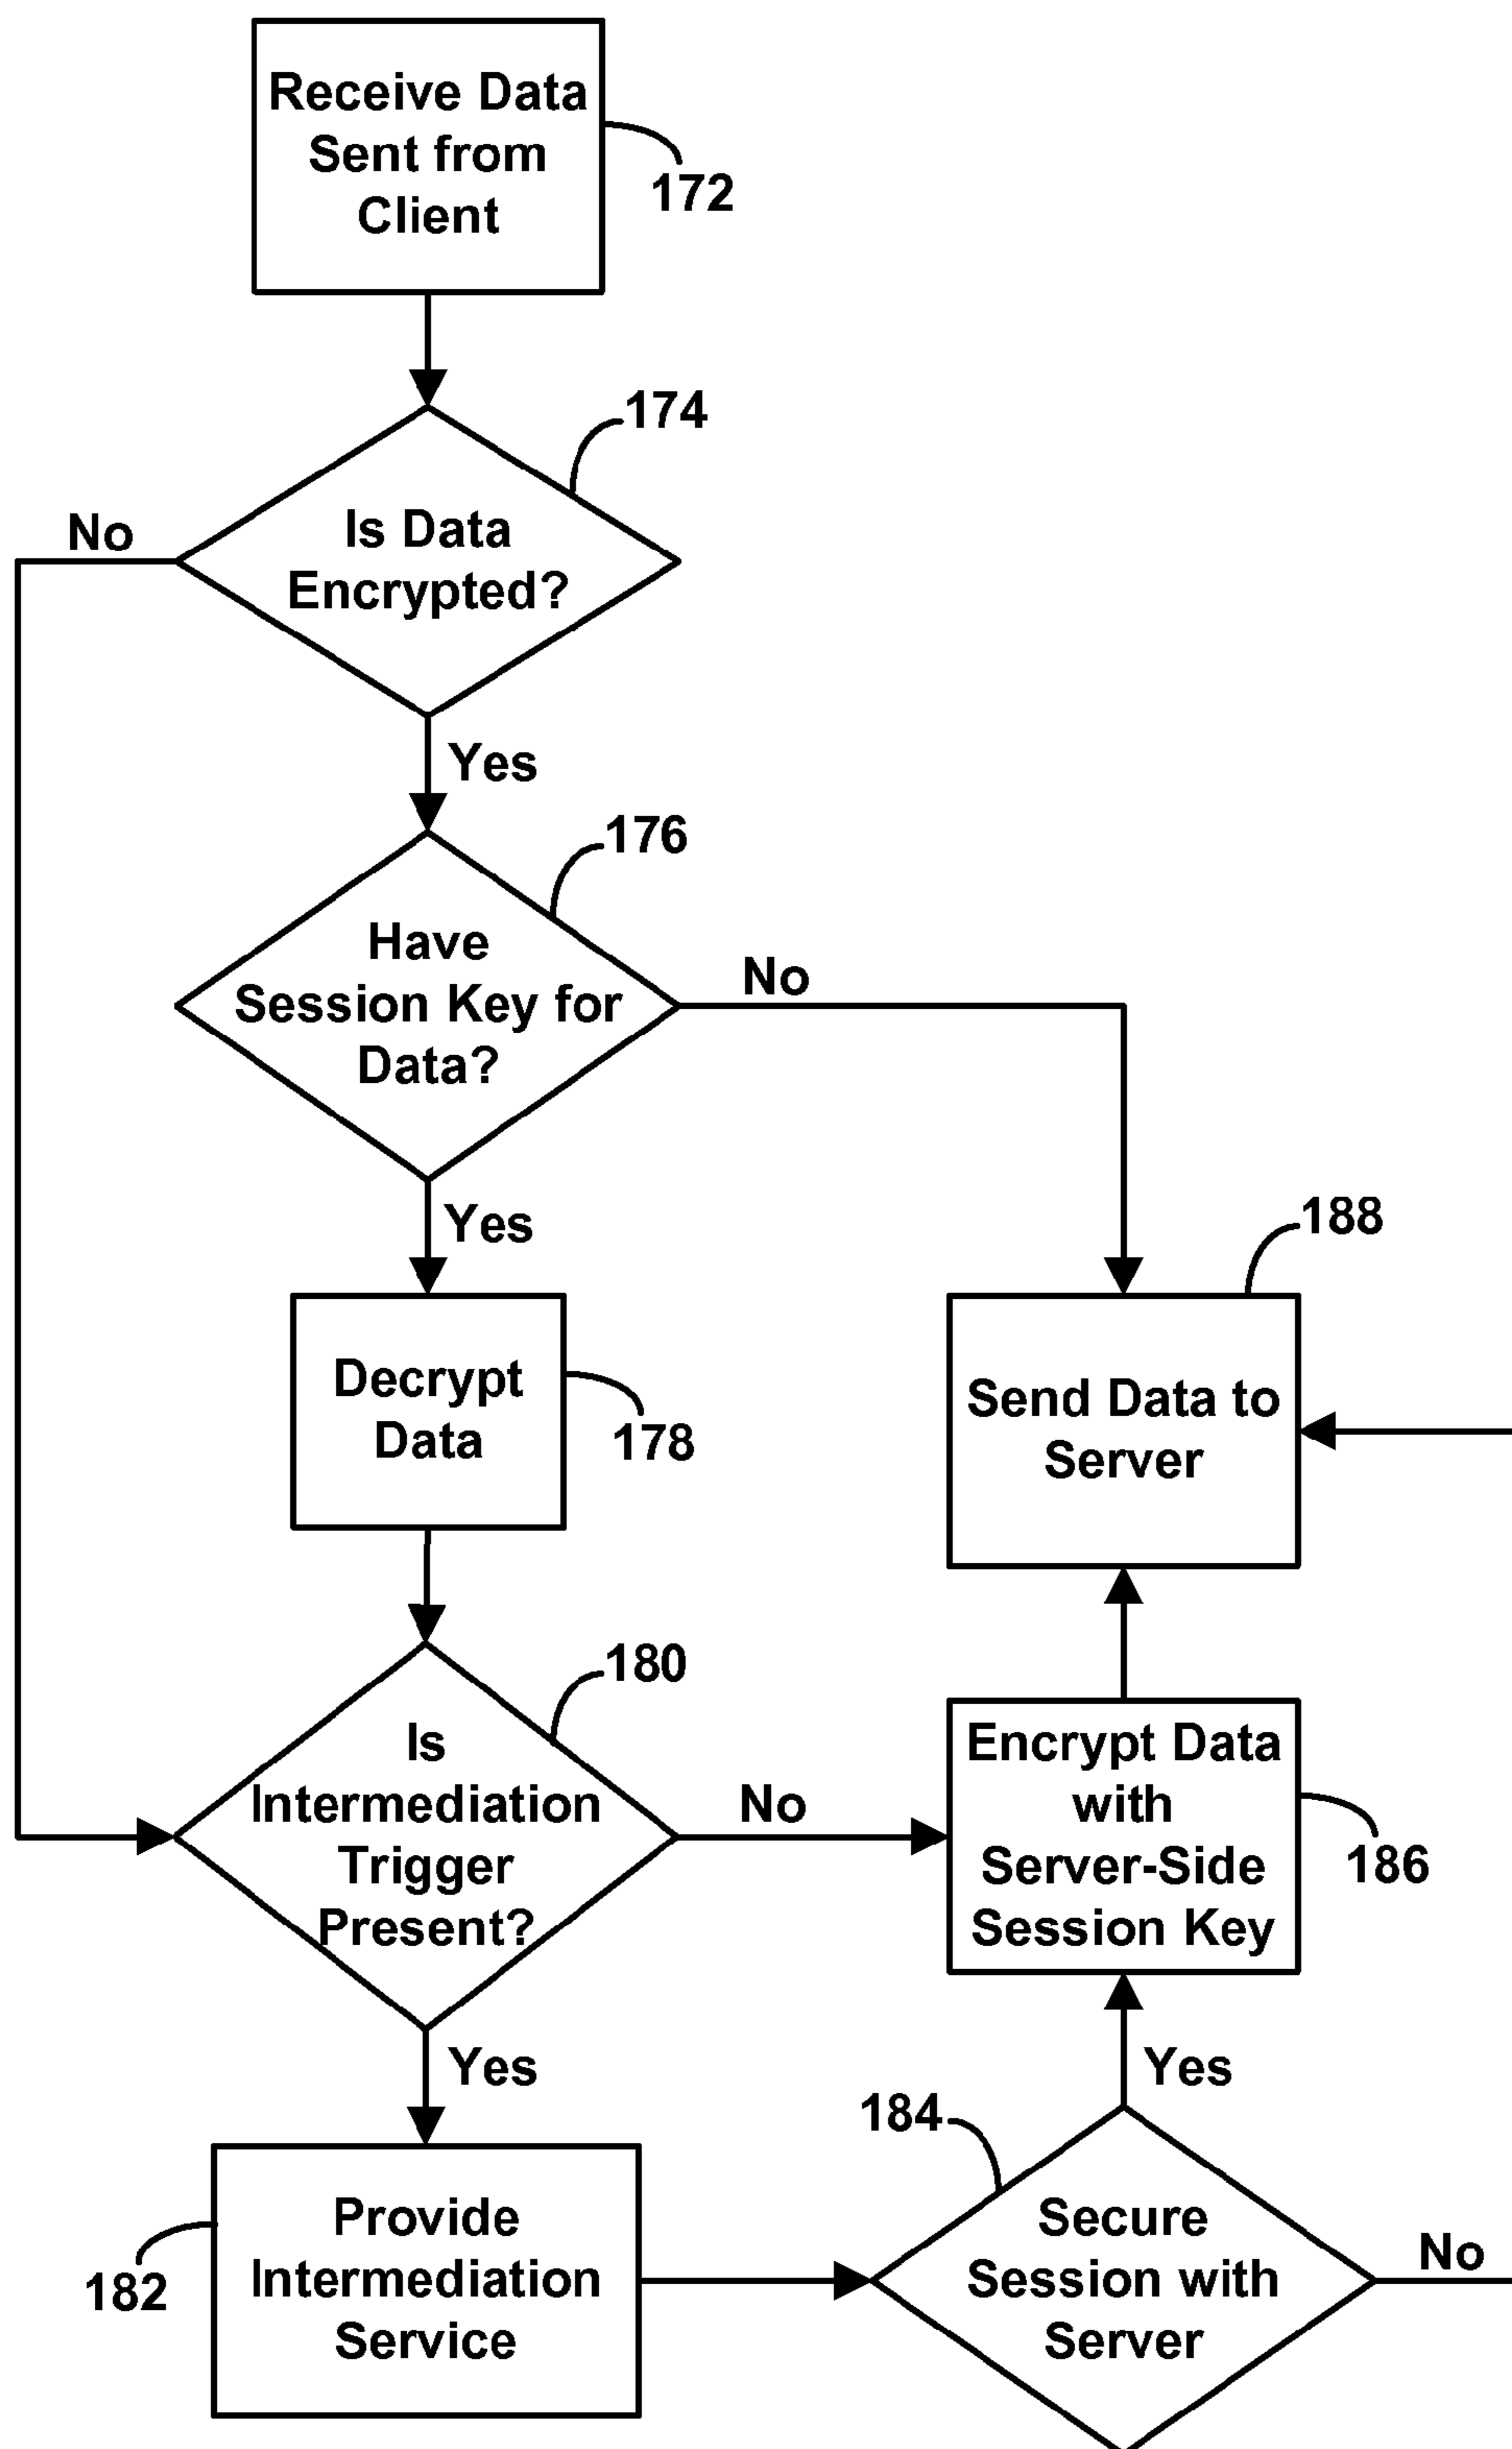 Receive Data
Sent from
Client
172
174
Is Data
Encrypted?
No
Yes
176
Have
Session Key for
Data?
No
Yes
188
Decrypt
Data
178
Send Data to
Server
180
Is
Intermediation
Trigger
Present?
No
Encrypt Data
with
Server-Side
Session Key
186
Yes
Yes
184
Provide
Intermediation
Service
182
Secure
Session with
Server
No